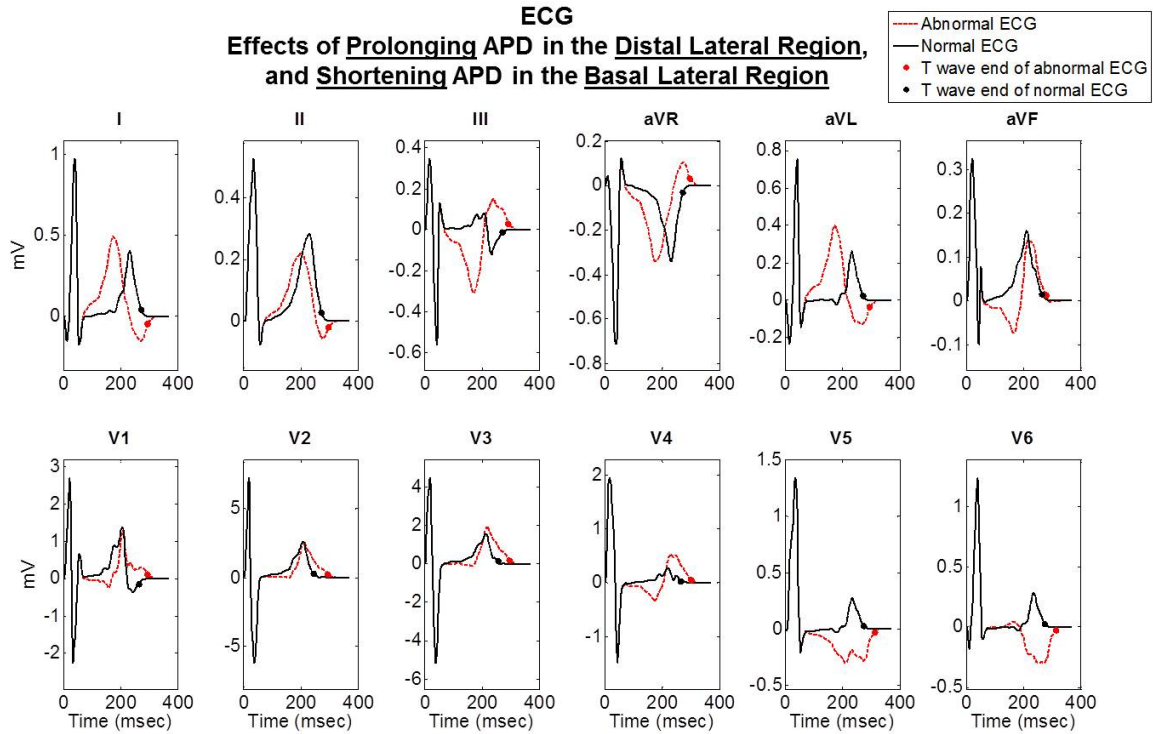 ECG
Effects of Prolonging APD in the Distal Lateral Region,
and Shortening APD in the Basal Lateral Region
Abnormal ECG
Normal ECG
T wave end of abnormal ECG
T wave end of normal ECG
I
II
III
aVR
aVL
aVF
mV
1
0.5
0
0 200 400
0.4
0.2
0
0 200 400
0.4
0.2
0
-0.2
-0.4
-0.6
0 200 400
0.2
0
-0.2
-0.4
-0.6
-0.8
0 200 400
0.8
0.6
0.4
0.2
0
-0.2
0 200 400
0.3
0.2
0.1
0
-0.1
0 200 400
V1
V2
V3
V4
V5
V6
mV
3
2
1
0
-1
-2
0 200 400
Time (msec)
5
0
-5
0 200 400
Time (msec)
4
2
0
-2
-4
-6
0 200 400
Time (msec)
2
1
0
-1
0 200 400
Time (msec)
1.5
1
0.5
0
-0.5
0 200 400
Time (msec)
1
0.5
0
-0.5
0 200 400
Time (msec)